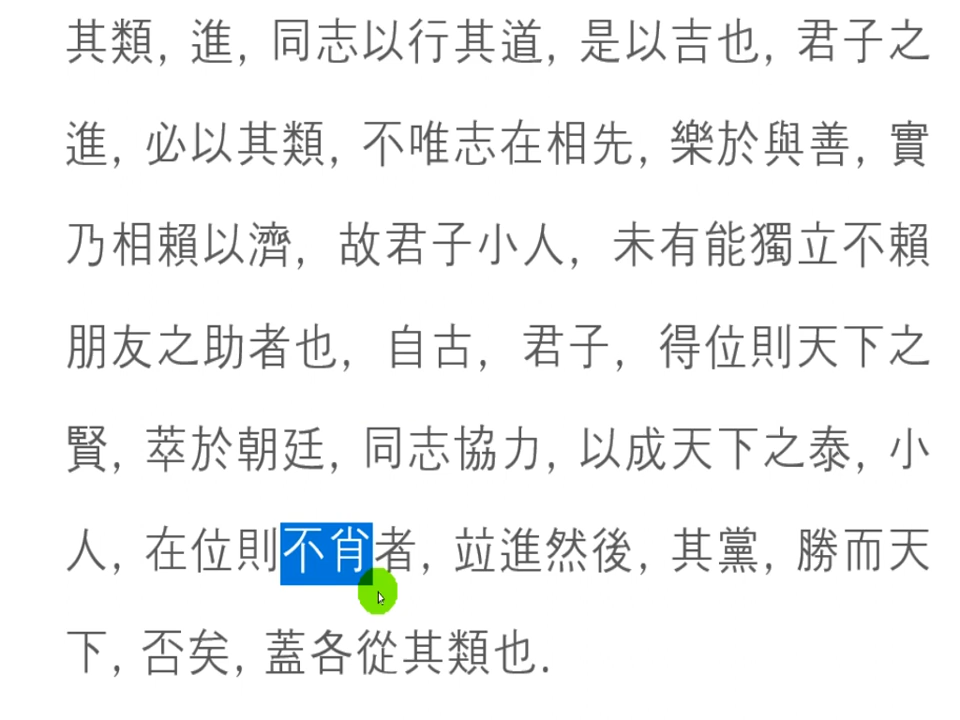 其類, 進, 同志以行其道, 是以吉也, 君子之
進, 必以其類, 不唯志在相先, 樂於與善, 實
乃相賴以濟, 故君子小人, 未有能獨立不賴
朋友之助者也, 自古, 君子, 得位則天下之
賢, 萃於朝廷, 同志協力, 以成天下之泰, 小
人, 在位則不肖者, 竝進然後, 其黨, 勝而天
下, 否矣, 蓋各從其類也.